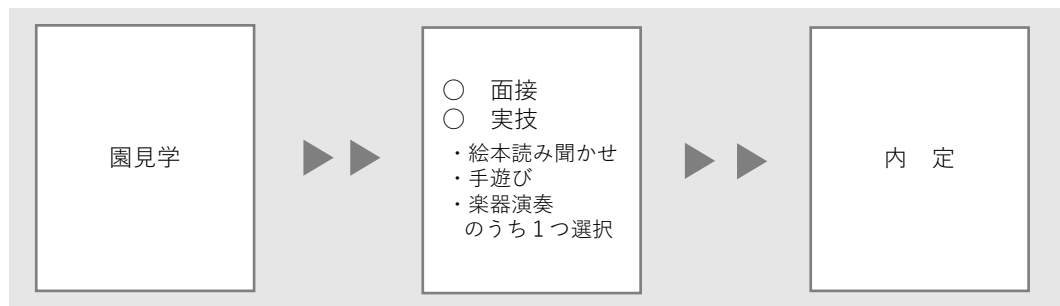 園見学
○　面接
○　実技
・絵本読み聞かせ
・手遊び
・楽器演奏
のうち１つ選択
内　定